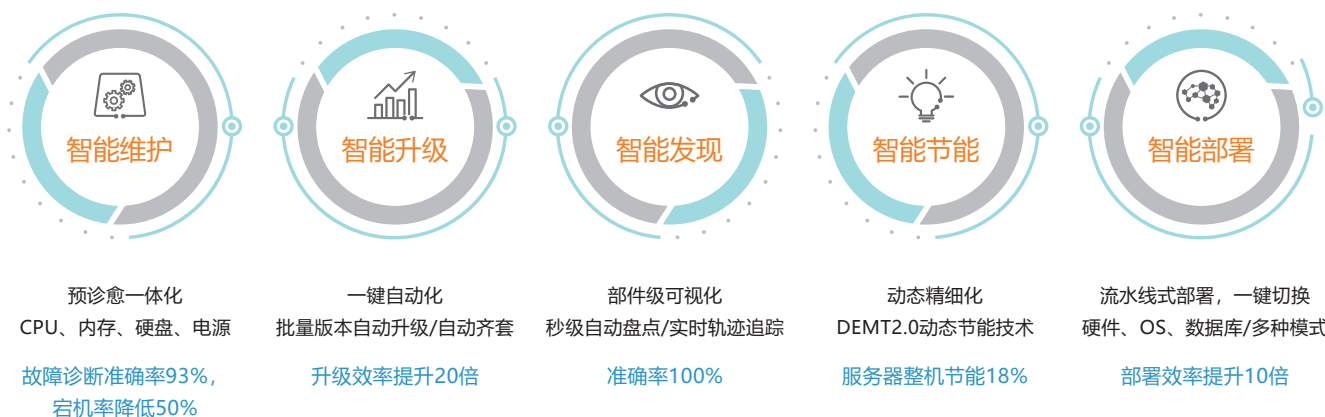 智能维护
智能升级
智能发现
智能节能
智能部署
预诊愈一体化
CPU、内存、硬盘、电源
故障诊断准确率93%，
宕机率降低50%
一键自动化
批量版本自动升级/自动齐套
升级效率提升20倍
部件级可视化
秒级自动盘点/实时轨迹追踪
准确率100%
动态精细化
DEMT2.0动态节能技术
服务器整机节能18%
流水线式部署，一键切换
硬件、OS、数据库/多种模式
部署效率提升10倍